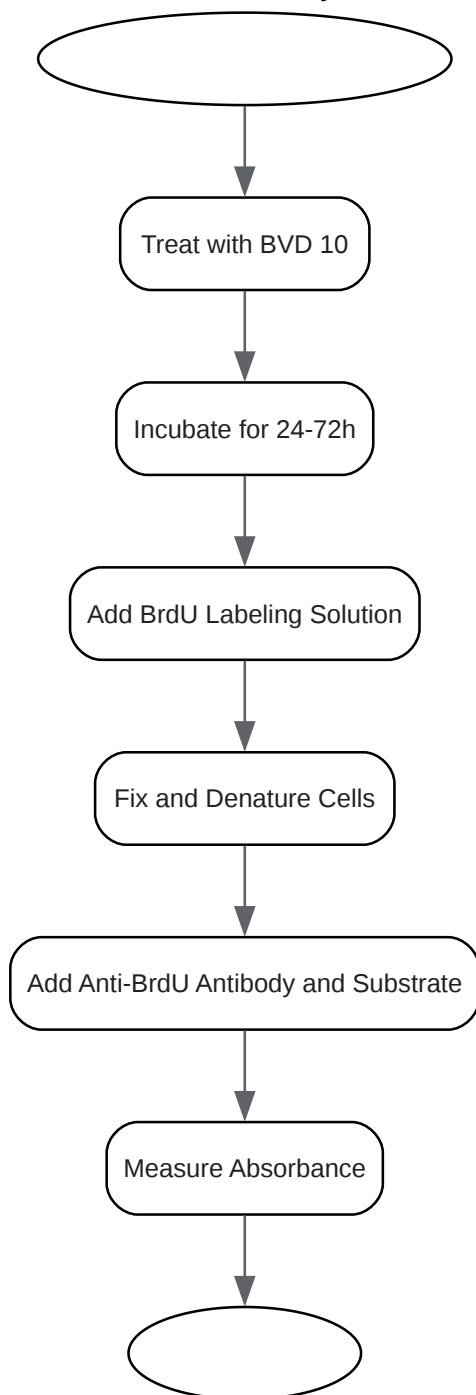 Treat with BVD 10
Incubate for 24-72h
Add BrdU Labeling Solution
Fix and Denature Cells
Add Anti-BrdU Antibody and Substrate
Measure Absorbance